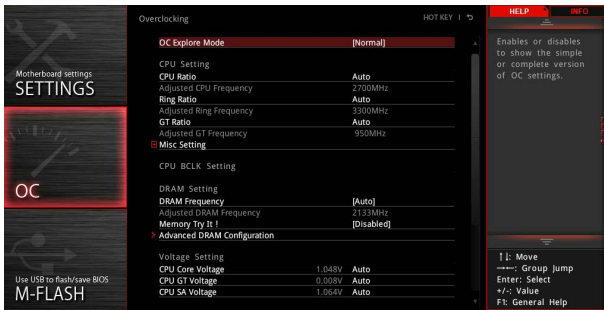 Overclocking
HOT KEY |
HELP
INFO
Motherboard settings
SETTINGS
OC
Use USB to flash/save BIOS
M-FLASH
OC Explore Mode [Normal]
CPU Setting
CPU Ratio Auto
Adjusted CPU Frequency 2700MHz
Ring Ratio Auto
Adjusted Ring Frequency 3300MHz
GT Ratio Auto
Adjusted GT Frequency 950MHz
Misc Setting
CPU BCLK Setting
DRAM Setting
DRAM Frequency [Auto]
Adjusted DRAM Frequency 2133MHz
Memory Try It ! [Disabled]
Advanced DRAM Configuration
Voltage Setting
CPU Core Voltage 1.048V Auto
CPU GT Voltage 0.008V Auto
CPU SA Voltage 1.064V Auto
Enables or disables
to show the simple
or complete version
of OC settings.
↑↓: Move
→←: Group Jump
Enter: Select
+/-: Value
F1: General Help